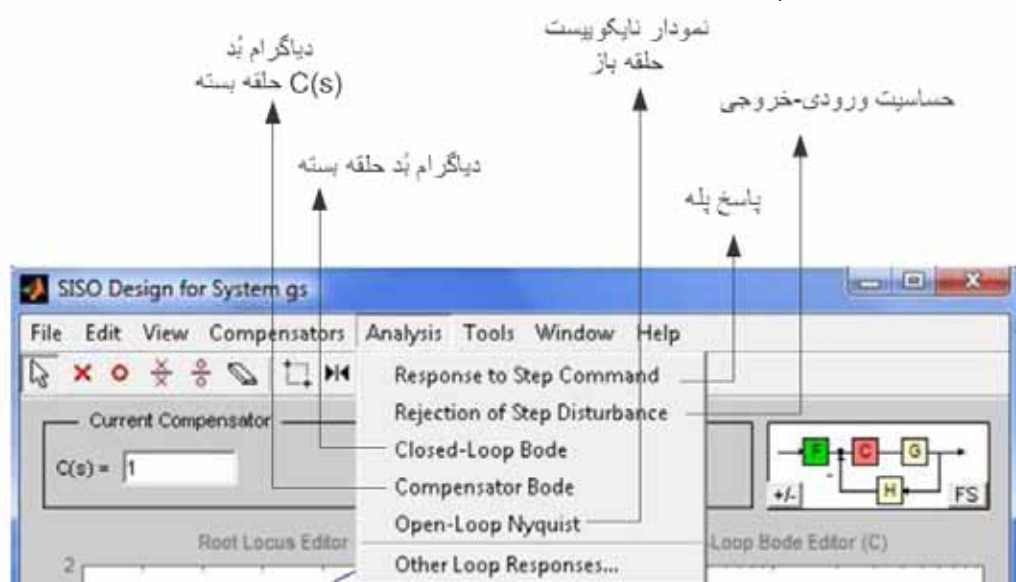 نمودار نایکوییست
حلقه باز
دیاگرام بُد
C(s) حلقه بسته
حساسیت ورودی-خروجی
دیاگرام بُد حلقه بسته
پاسخ پله
SISO Design for System gs
File Edit View Compensators Analysis Tools Window Help
Response to Step Command
Rejection of Step Disturbance
Current Compensator
Closed-Loop Bode
F C G
C(s) = 1
Compensator Bode
+/- H FS
Open-Loop Nyquist
Root Locus Editor
-Loop Bode Editor (C)
Other Loop Responses...
2